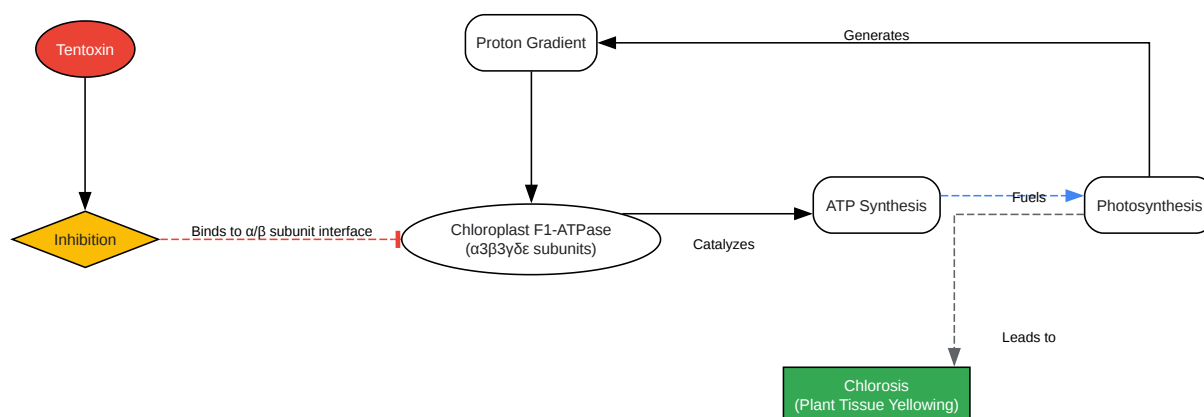 Generates
Proton Gradient
Tentoxin
ATP Synthesis
Fuels
Photosynthesis
Inhibition
Binds to α/β subunit interface
Chloroplast F1-ATPase
(α3β3γδε subunits)
Catalyzes
Leads to
Chlorosis
(Plant Tissue Yellowing)